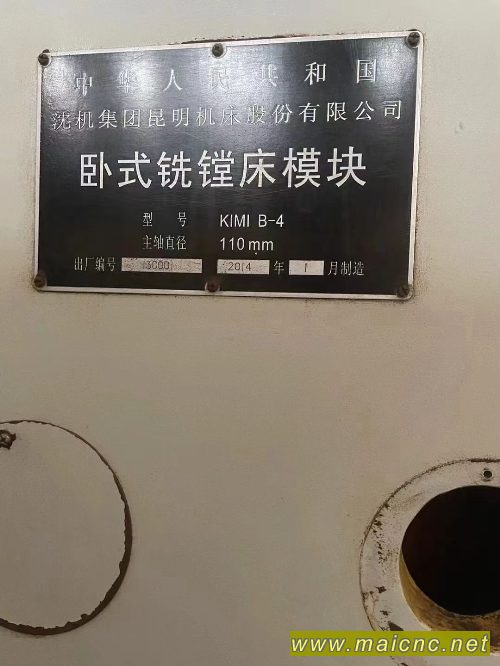 中华人民共和国
沈机集团昆明机床股份有限公司
卧式铣镗床模块
型 号 KIMI B-4
主轴直径 110mm
出厂编号 2014 年 1 月制造
www.maicnc.net